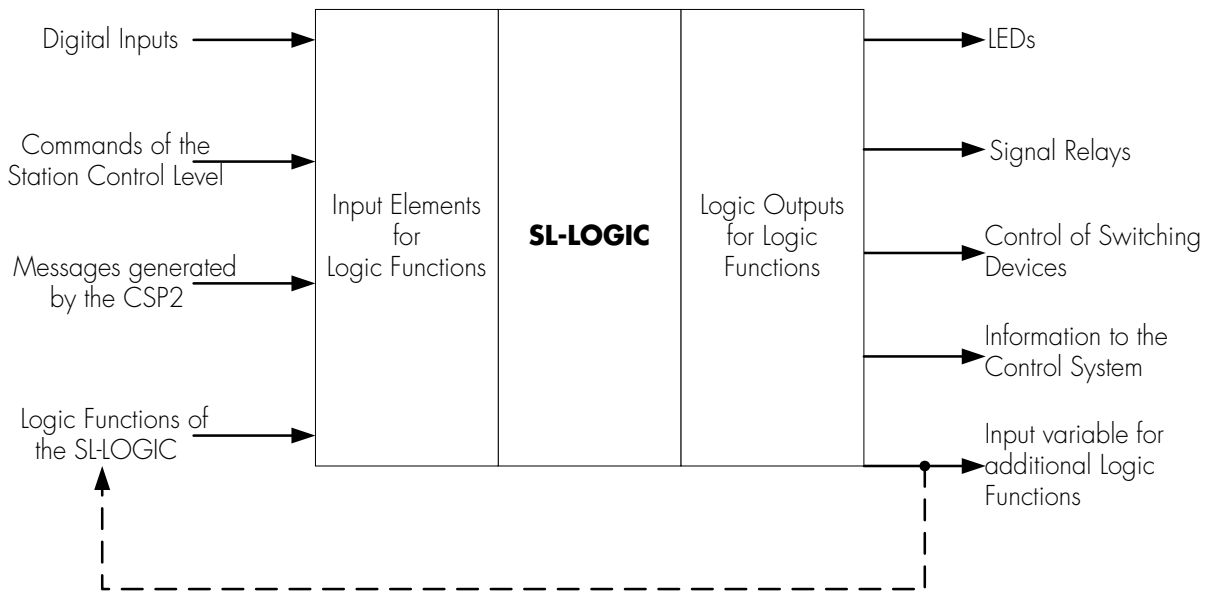 Digital Inputs
Commands of the
Station Control Level
Messages generated
by the CSP2
Logic Functions of
the SL-LOGIC
Input Elements
for
Logic Functions
SL-LOGIC
Logic Outputs
for Logic
Functions
LEDs
Signal Relays
Control of Switching
Devices
Information to the
Control System
Input variable for
additional Logic
Functions